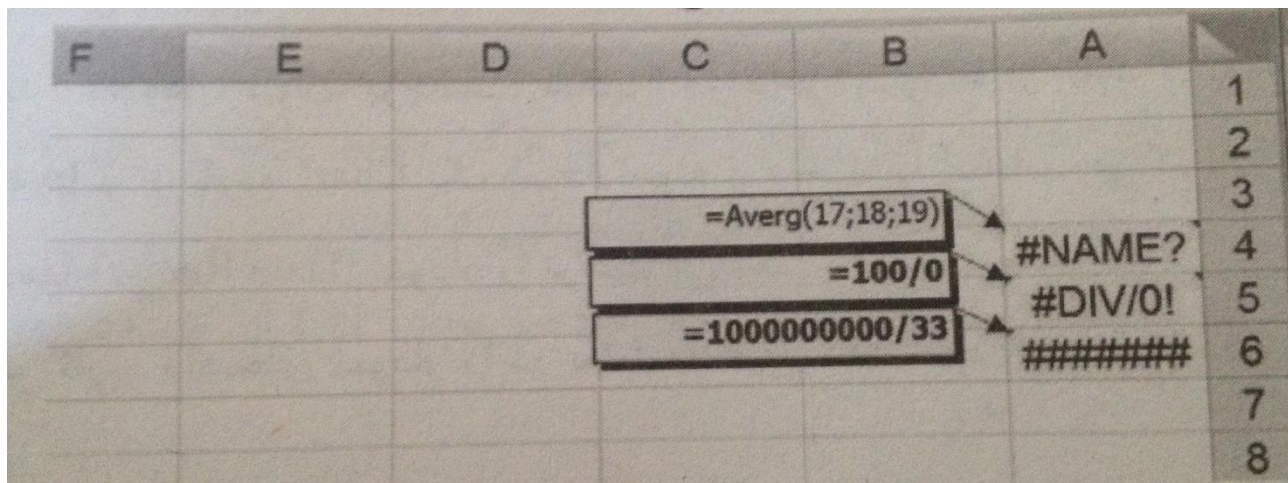 F E D C B A
1
2
3
=Averg(17;18;19)
#NAME? 4
=100/0
#DIV/0! 5
=1000000000/33
######## 6
7
8